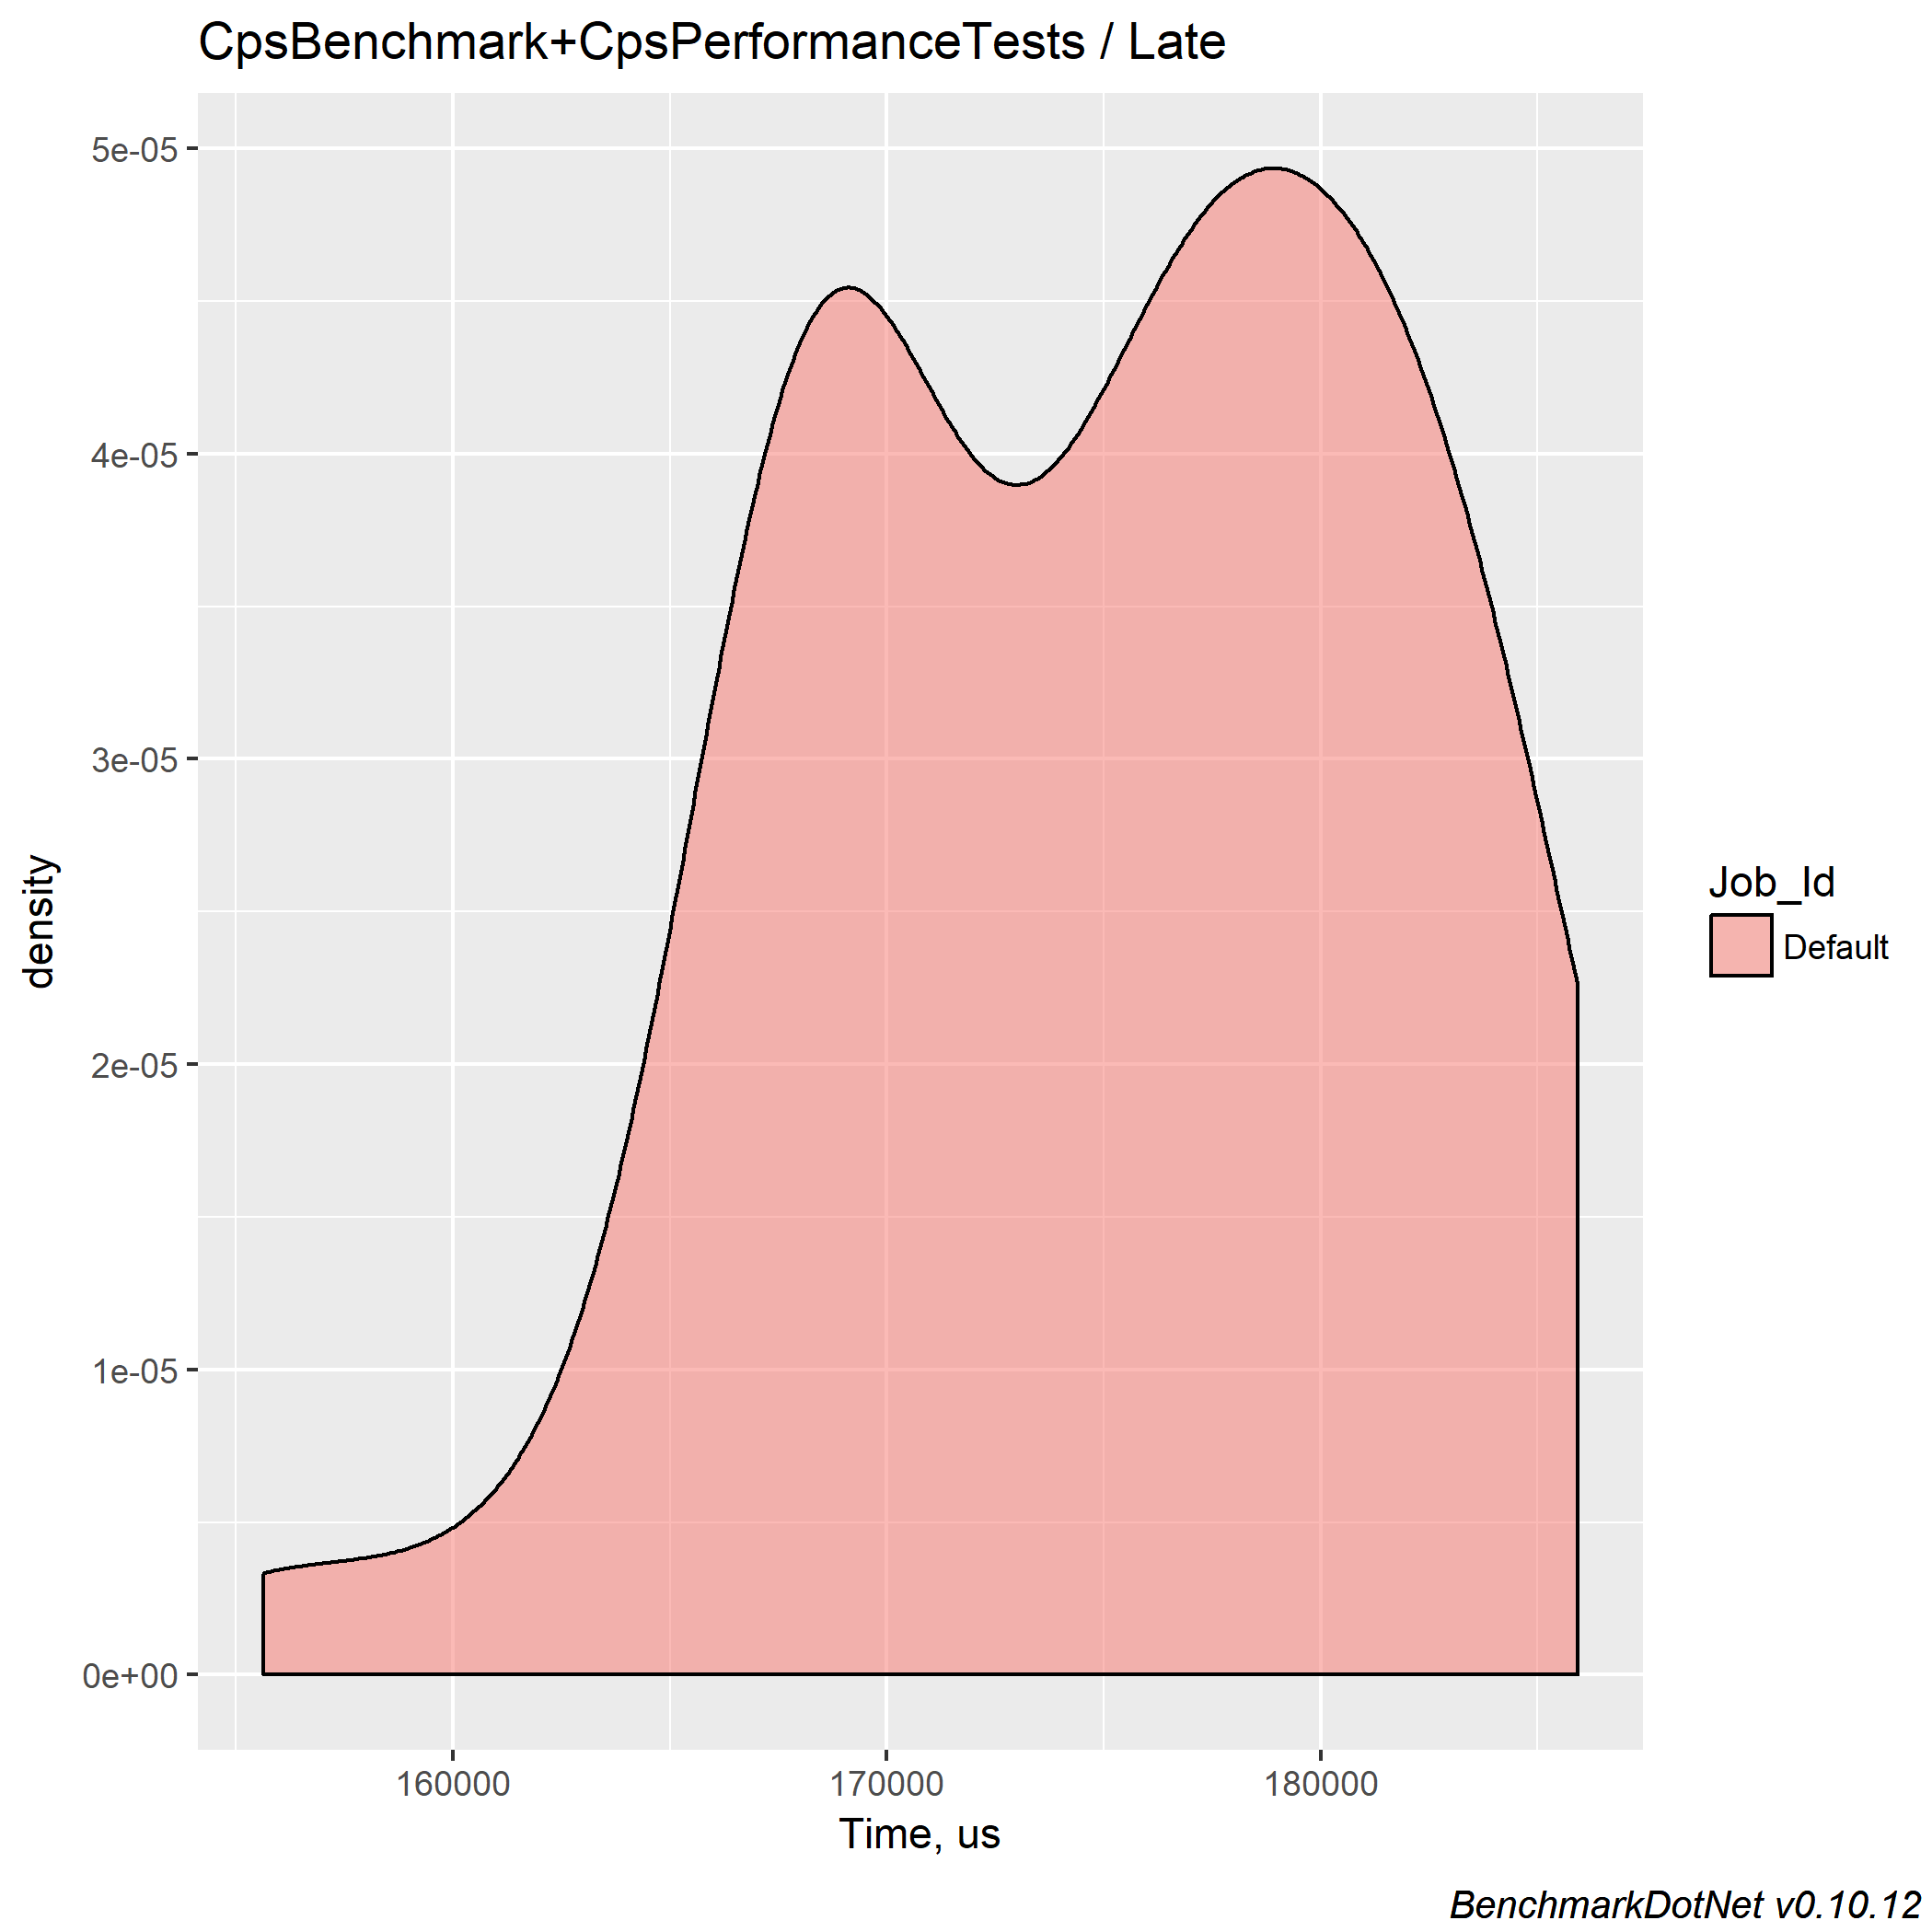 CpsBenchmark+CpsPerformanceTests / Late
5e-05
4e-05
3e-05
2e-05
1e-05
0e+00
density
160000 170000 180000
Time, us
Job_Id
Default
BenchmarkDotNet v0.10.12